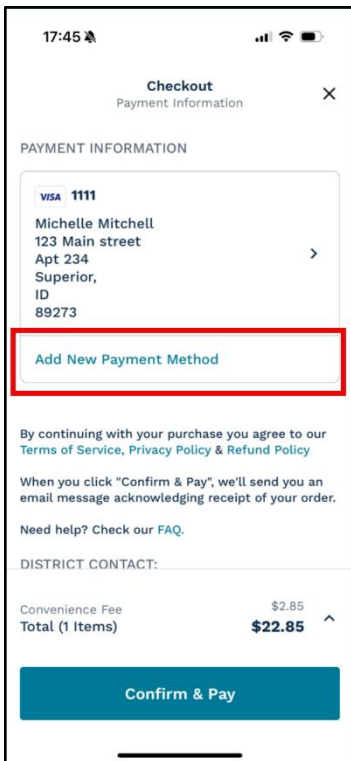 17:45
Checkout
Payment Information
PAYMENT INFORMATION
VISA 1111
Michelle Mitchell
123 Main street
Apt 234
Superior,
ID
89273
Add New Payment Method
By continuing with your purchase you agree to our
Terms of Service, Privacy Policy & Refund Policy
When you click "Confirm & Pay", we'll send you an
email message acknowledging receipt of your order.
Need help? Check our FAQ.
DISTRICT CONTACT:
Convenience Fee $2.85
Total (1 Items) $22.85
Confirm & Pay